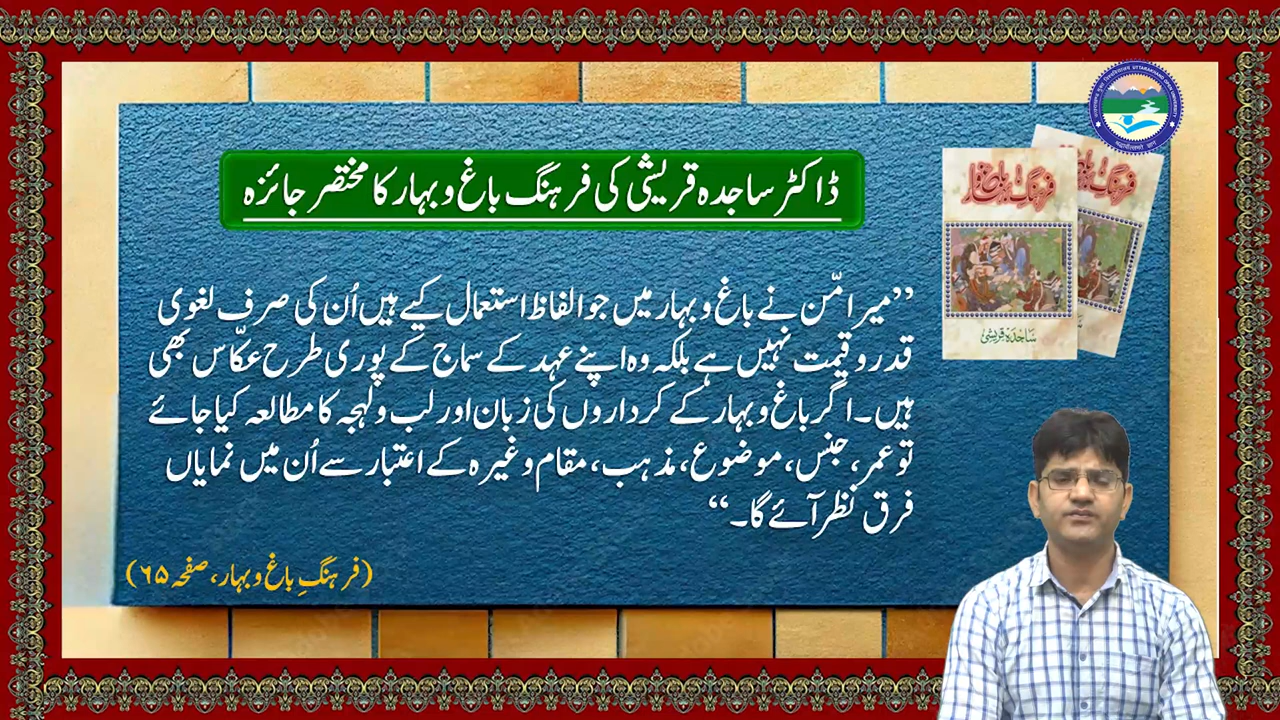 ڈاکٹر ساجدہ قریشی کی فرہنگ باغ و بہار کا مختصر جائزہ
’’میر امّن نے باغ و بہار میں جو الفاظ استعمال کیے ہیں اُن کی صرف لغوی
قدر و قیمت نہیں ہے بلکہ وہ اپنے عہد کے سماج کے پوری طرح عکّاس بھی
ہیں۔ اگر باغ و بہار کے کرداروں کی زبان اور لب و لہجہ کا مطالعہ کیا جائے
تو عمر، جنس، موضوع، مذہب، مقام وغیرہ کے اعتبار سے اُن میں نمایاں
فرق نظر آئے گا۔‘‘
(فرہنگِ باغ و بہار، صفحہ ۶۵)
فرہنگ باغ و بہار
ساجدہ قریشی
UTTARAKHAND OPEN UNIVERSITY